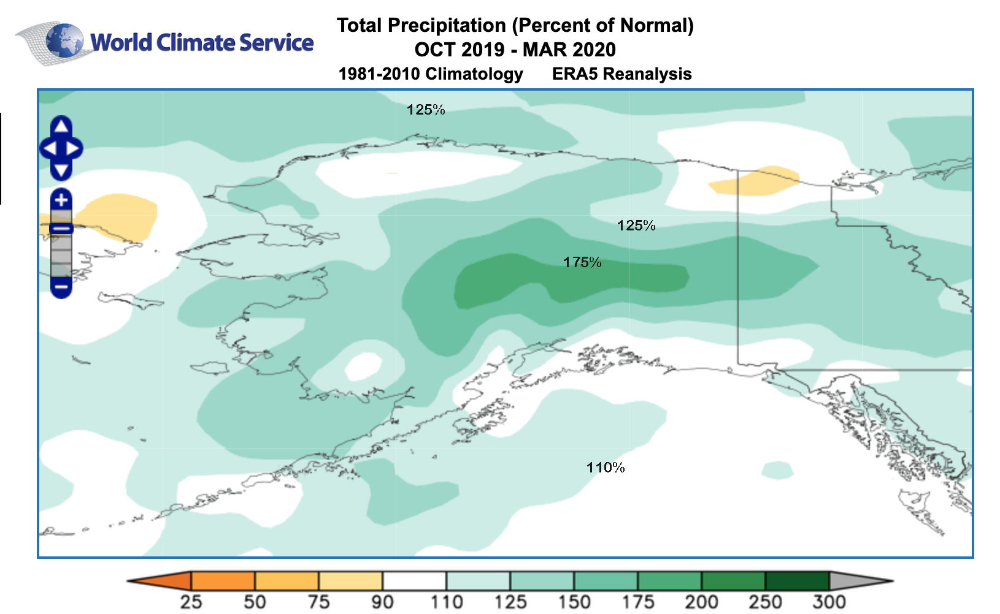 World Climate Service
Total Precipitation (Percent of Normal)
OCT 2019 - MAR 2020
1981-2010 Climatology ERA5 Reanalysis
125%
125%
175%
110%
25 50 75 90 110 125 150 175 200 250 300